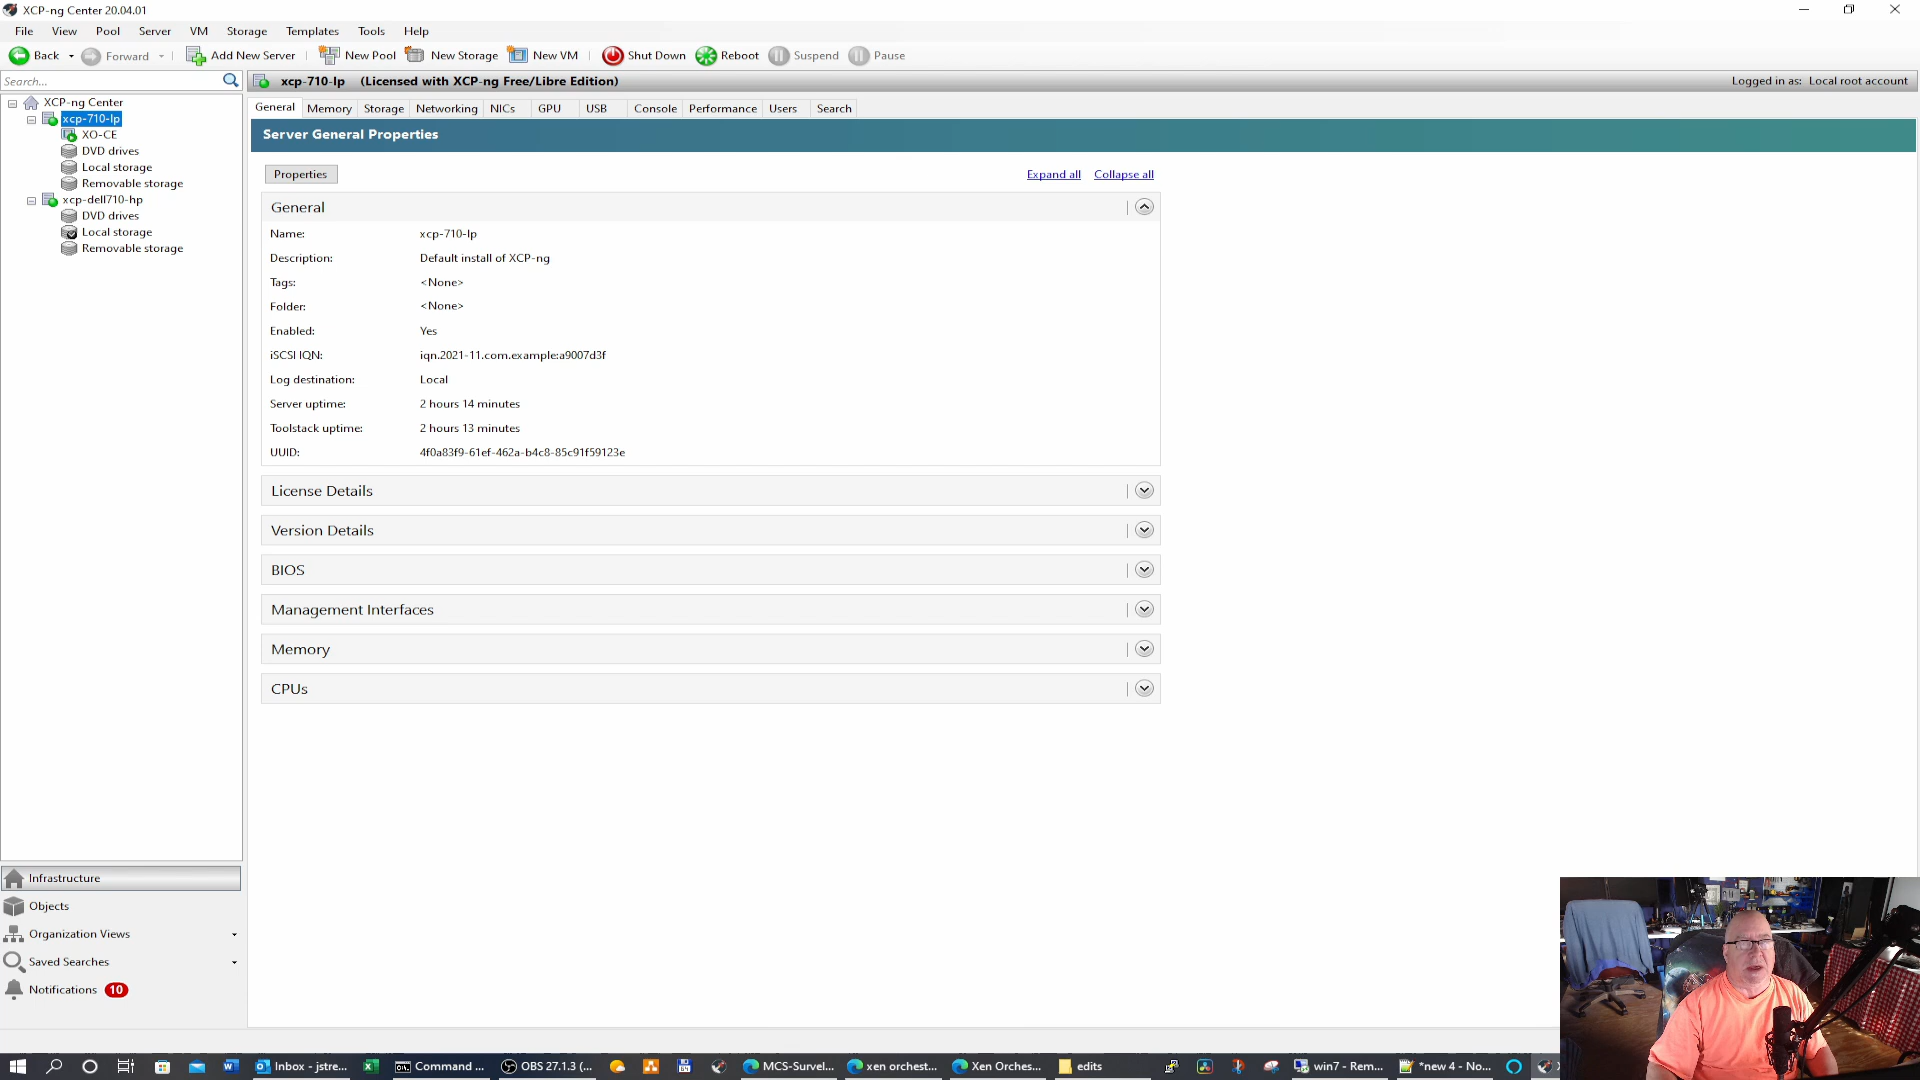 XCP-ng Center 20.04.01
File View Pool Server VM Storage Templates Tools Help
Back Forward Add New Server New Pool New Storage New VM Shut Down Reboot Suspend Pause
Search...
xcp-710-lp (Licensed with XCP-ng Free/Libre Edition)
Logged in as: Local root account
XCP-ng Center
xcp-710-lp
XO-CE
DVD drives
Local storage
Removable storage
xcp-dell710-hp
DVD drives
Local storage
Removable storage
General Memory Storage Networking NICs GPU USB Console Performance Users Search
Server General Properties
Properties
Expand all Collapse all
General
Name: xcp-710-lp
Description: Default install of XCP-ng
Tags: <None>
Folder: <None>
Enabled: Yes
iSCSI IQN: iqn.2021-11.com.example:a9007d3f
Log destination: Local
Server uptime: 2 hours 14 minutes
Toolstack uptime: 2 hours 13 minutes
UUID: 4f0a83f9-61ef-462a-b4c8-85c91f59123e
License Details
Version Details
BIOS
Management Interfaces
Memory
CPUs
Infrastructure
Objects
Organization Views
Saved Searches
Notifications 10
Inbox - jstre... Command ... OBS 27.1.3 (... MCS-Survel... xen orchest... Xen Orches... edits win7 - Rem... *new 4 - No...